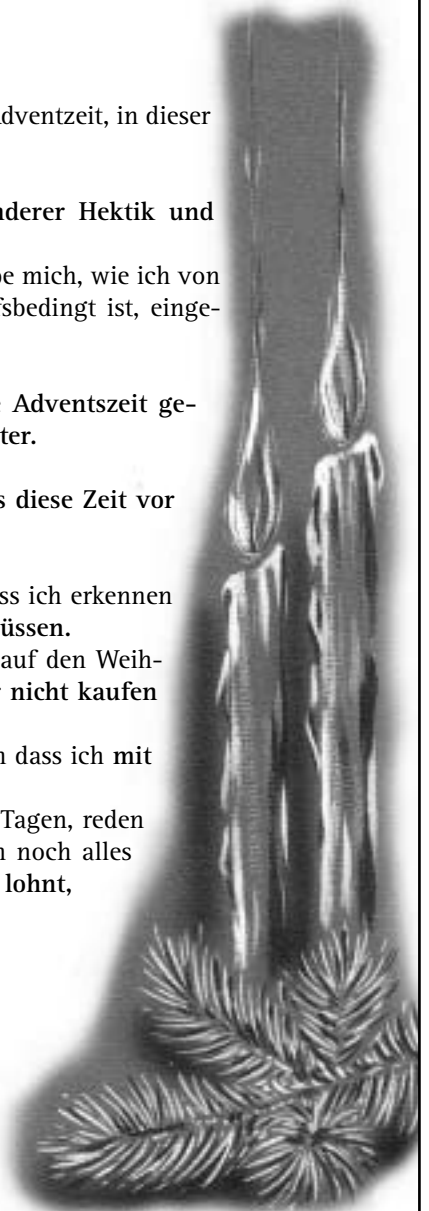 dventzeit, in dieser
nderer Hektik und
e mich, wie ich von
fsbedingt ist, einge-
Adventszeit ge-
ter.
s diese Zeit vor
ss ich erkennen
üssen.
auf den Weih-
nicht kaufen
n dass ich mit
Tagen, reden
n noch alles
lohnt,